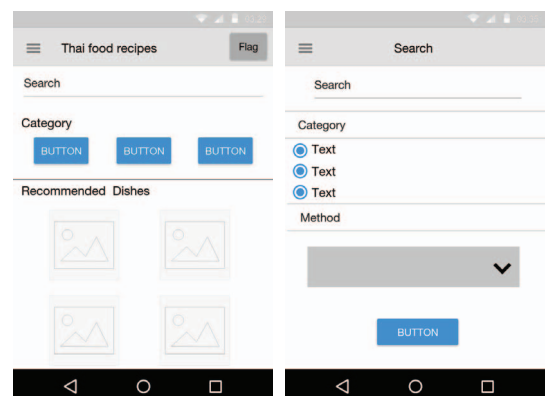 Thai food recipes
Flag
Search
Category
BUTTON BUTTON BUTTON
Recommended Dishes
Search
Search
Category
Text
Text
Text
Method
BUTTON